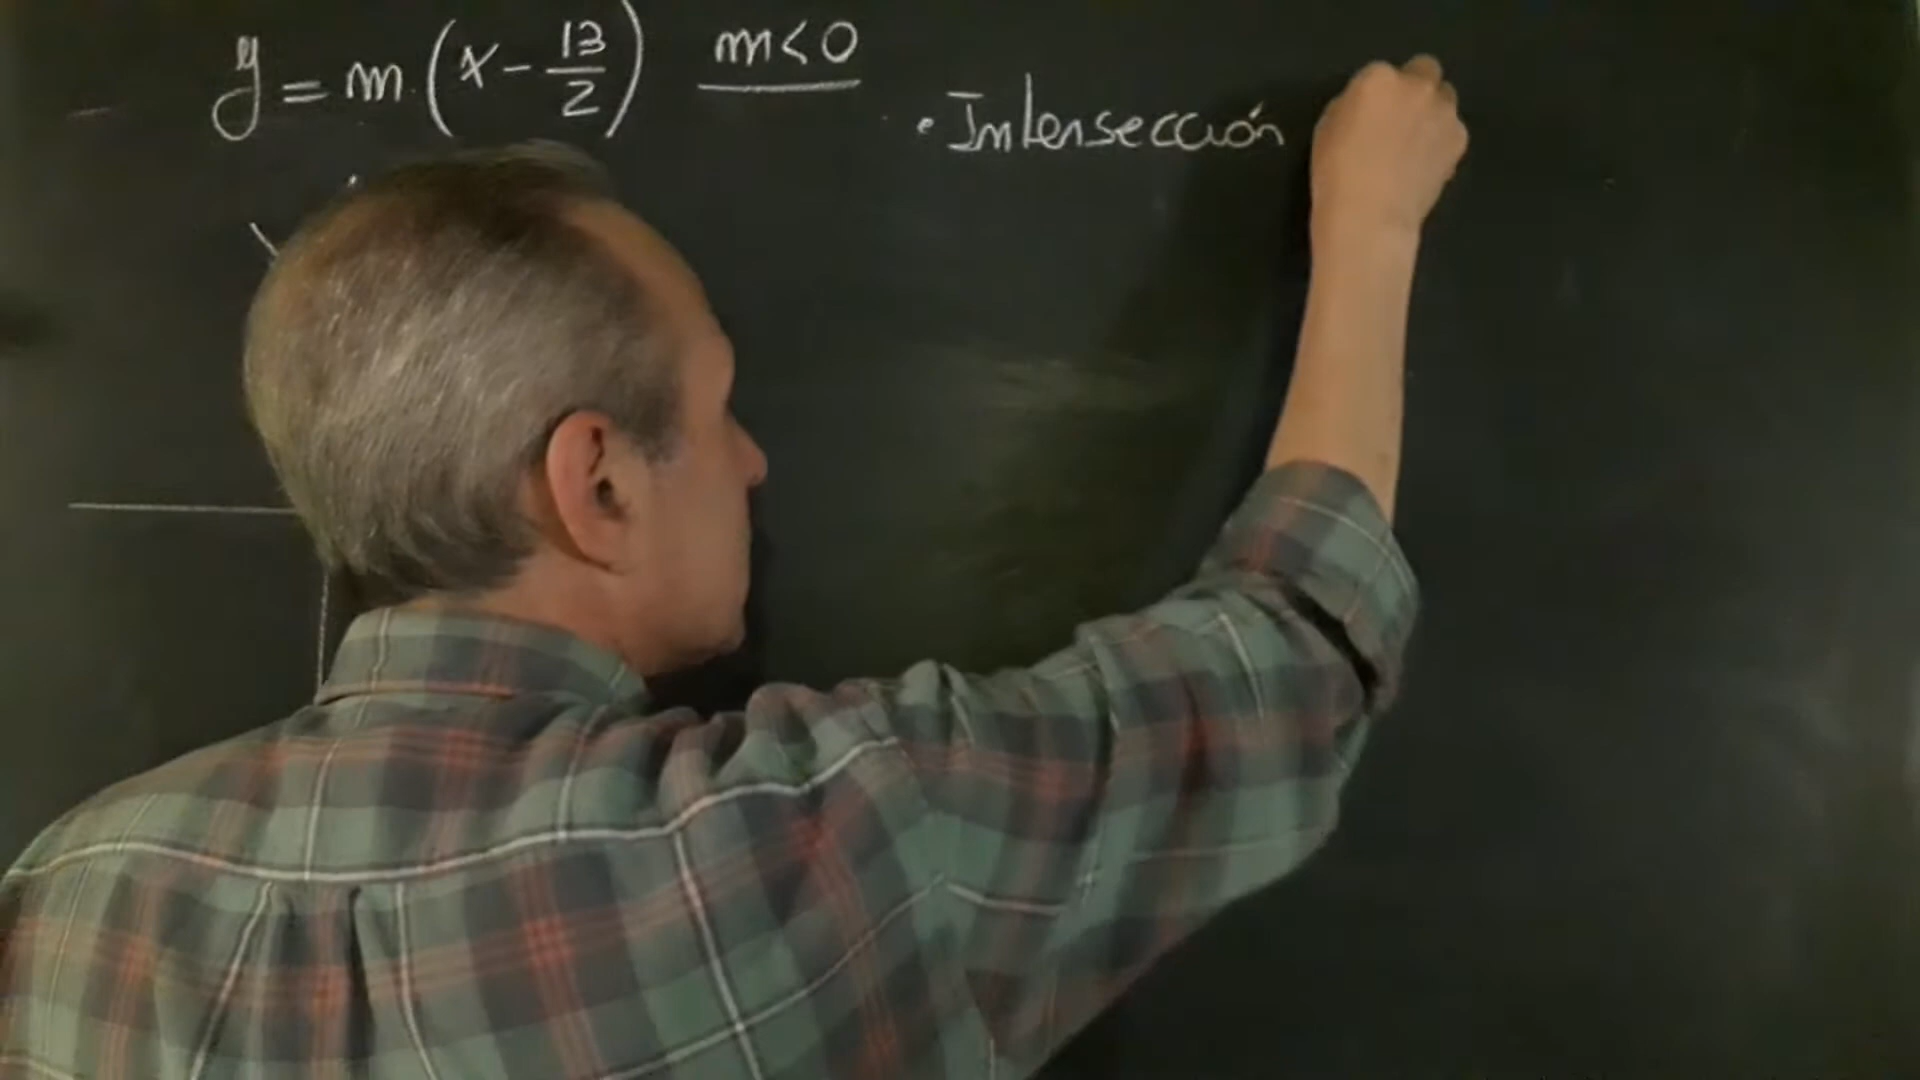 y = m·(x - 13/2) m<0
• Intersección